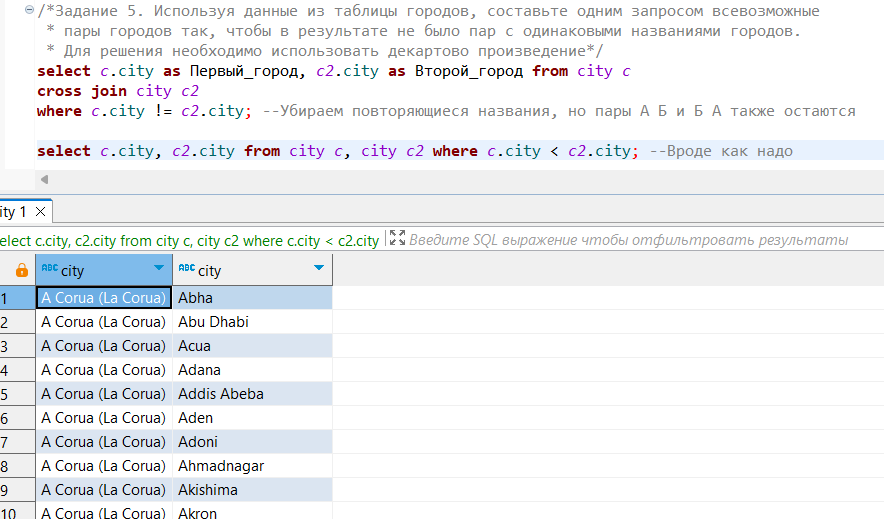 /*Задание 5. Используя данные из таблицы городов, составьте одним запросом всевозможные
* пары городов так, чтобы в результате не было пар с одинаковыми названиями городов.
* Для решения необходимо использовать декартово произведение*/
select c.city as Первый_город, c2.city as Второй_город from city c
cross join city c2
where c.city != c2.city; --Убираем повторяющиеся названия, но пары А Б и Б А также остаются
select c.city, c2.city from city c, city c2 where c.city < c2.city; --Вроде как надо
ity 1
elect c.city, c2.city from city c, city c2 where c.city < c2.city Введите SQL выражение чтобы отфильтровать результаты
ABC city ABC city
1 A Corua (La Corua) Abha
2 A Corua (La Corua) Abu Dhabi
3 A Corua (La Corua) Acua
4 A Corua (La Corua) Adana
5 A Corua (La Corua) Addis Abeba
6 A Corua (La Corua) Aden
7 A Corua (La Corua) Adoni
8 A Corua (La Corua) Ahmadnagar
9 A Corua (La Corua) Akishima
10 A Corua (La Corua) Akron